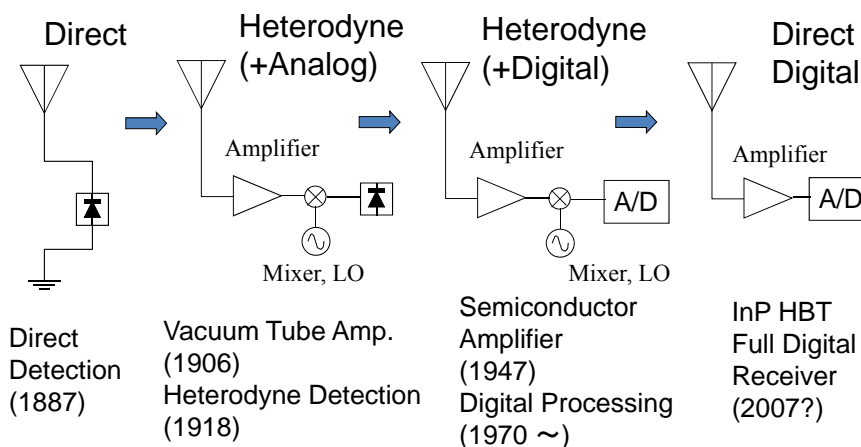 Direct
Heterodyne
(+Analog)
Heterodyne
(+Digital)
Direct
Digital
Amplifier
Mixer, LO
Amplifier
A/D
Mixer, LO
Amplifier
A/D
Direct
Detection
(1887)
Vacuum Tube Amp.
(1906)
Heterodyne Detection
(1918)
Semiconductor
Amplifier
(1947)
Digital Processing
(1970 ～)
InP HBT
Full Digital
Receiver
(2007?)